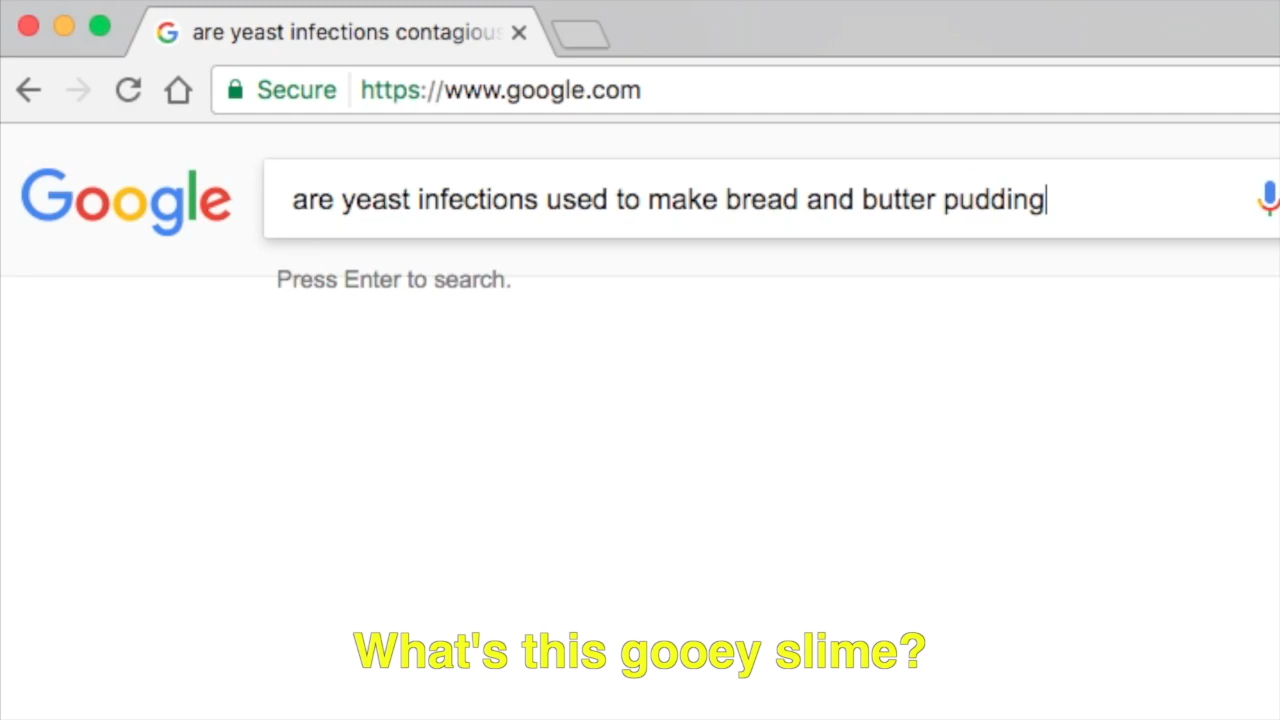 are yeast infections contagious
Secure https://www.google.com
Google
are yeast infections used to make bread and butter pudding
Press Enter to search.
What's this gooey slime?